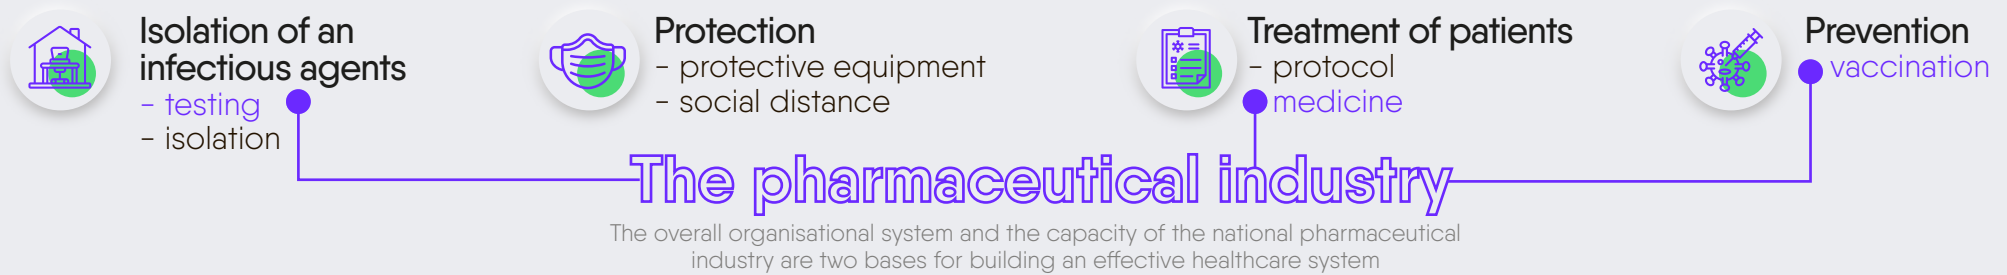 Isolation of an
infectious agents
- testing
- isolation
Protection
- protective equipment
- social distance
Treatment of patients
- protocol
medicine
Prevention
vaccination
The pharmaceutical industry
The overall organisational system and the capacity of the national pharmaceutical
industry are two bases for building an effective healthcare system